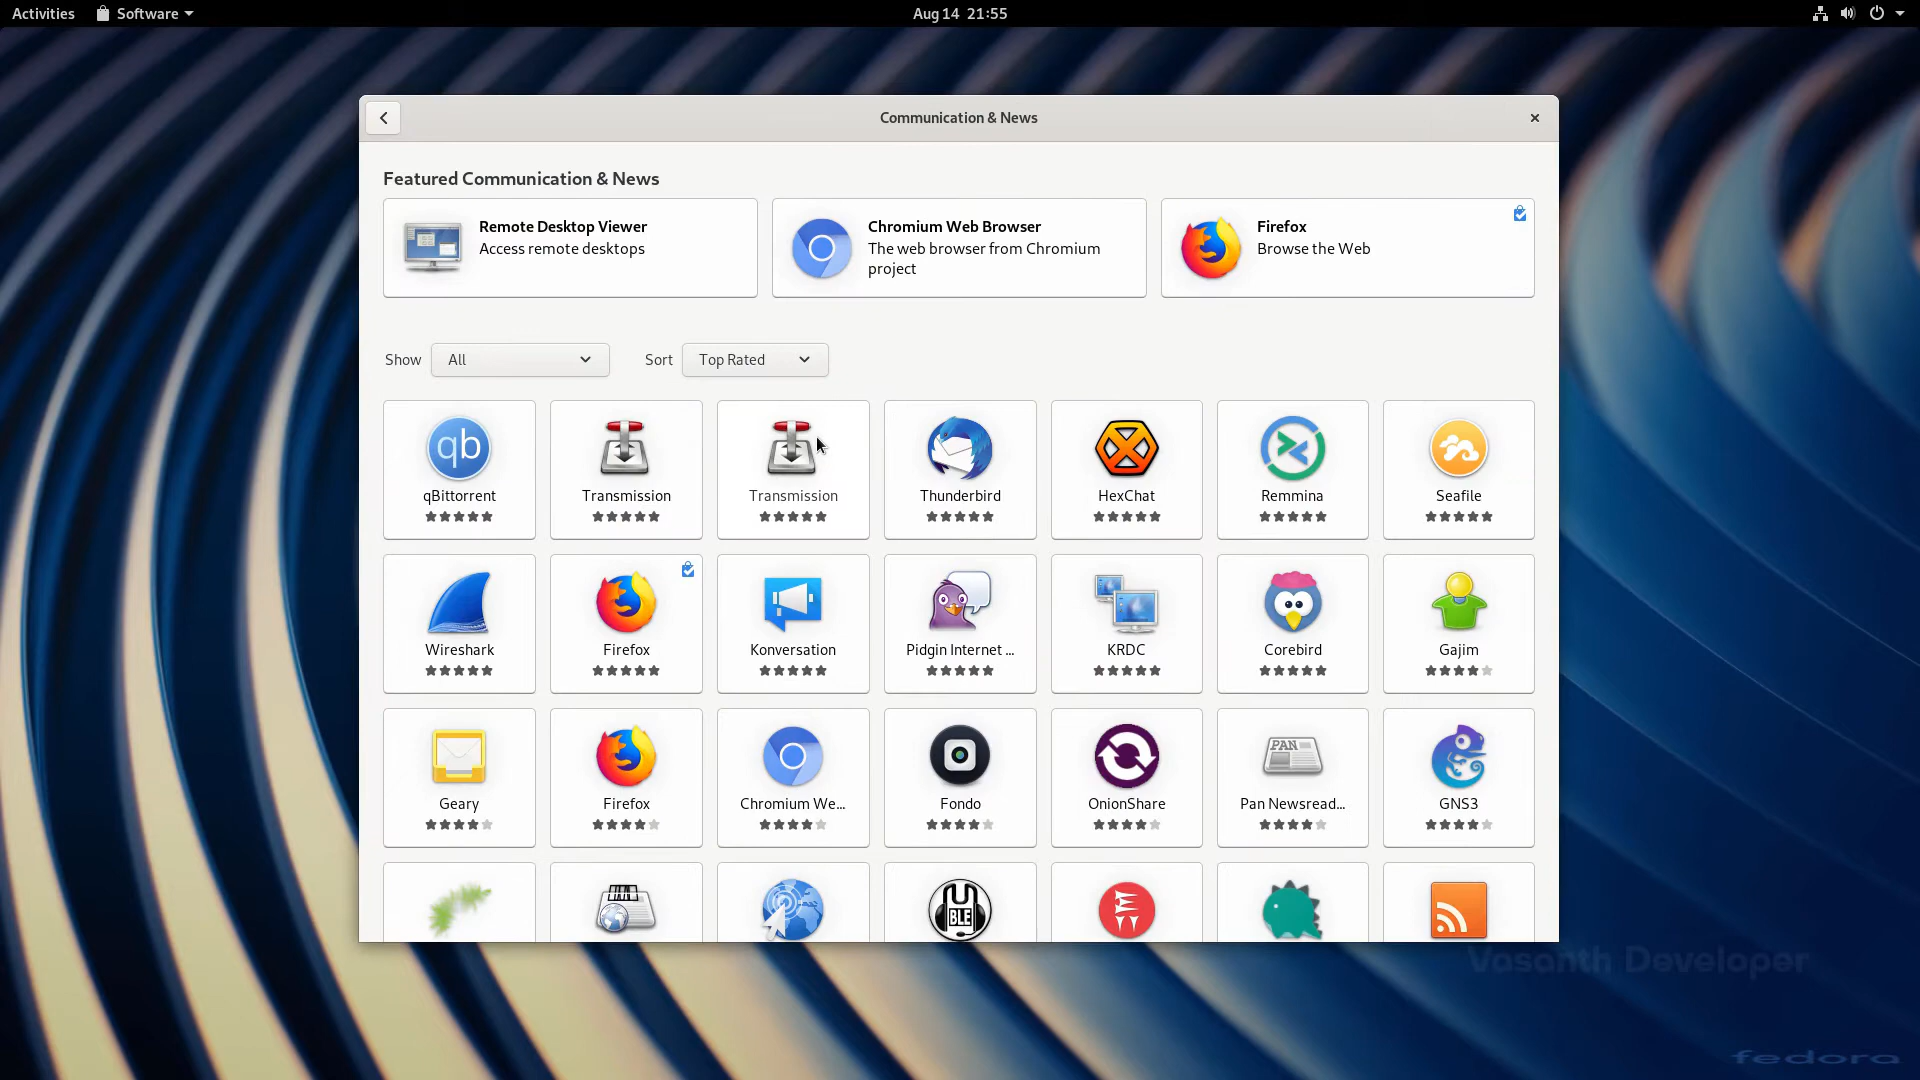 Activities
Software
Aug 14 21:55
Communication & News
Featured Communication & News
Remote Desktop Viewer
Access remote desktops
Chromium Web Browser
The web browser from Chromium
project
Firefox
Browse the Web
Show
All
Sort
Top Rated
qb
qBittorrent
Transmission
Transmission
Thunderbird
HexChat
Remmina
Seafile
Wireshark
Firefox
Konversation
Pidgin Internet ...
KRDC
Corebird
Gajim
Geary
Firefox
Chromium We...
Fondo
OnionShare
PAN
Pan Newsread...
GNS3
BLE
Vasanth Developer
fedora